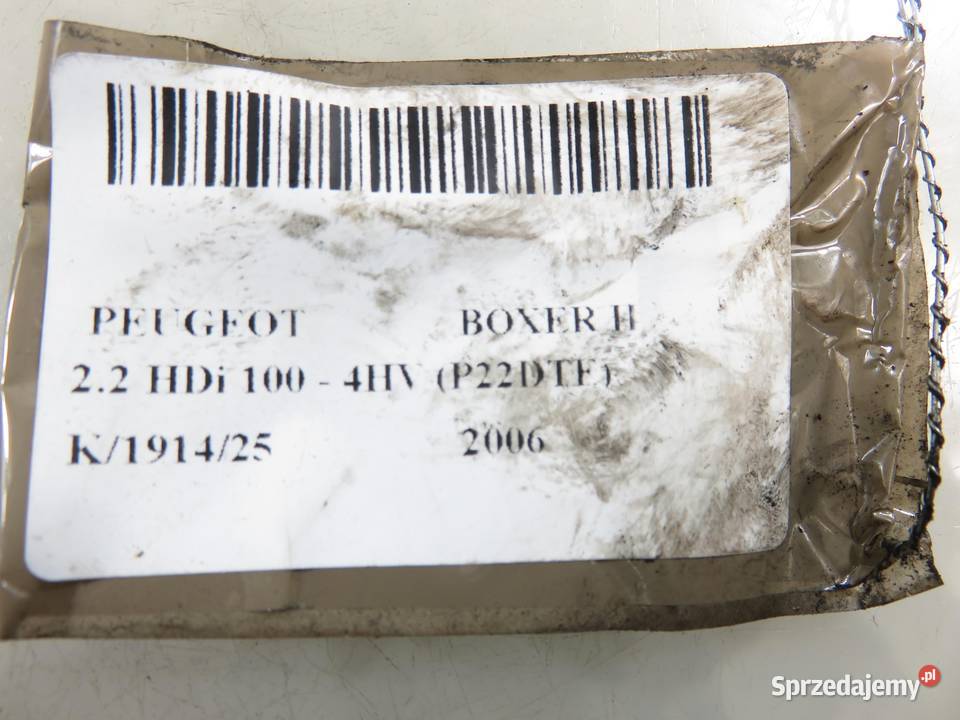 PEUGEOT BOXER II
2.2 HDi 100 - 4HV (P22DTE)
K/1914/25 2006
Sprzedajemy.pl